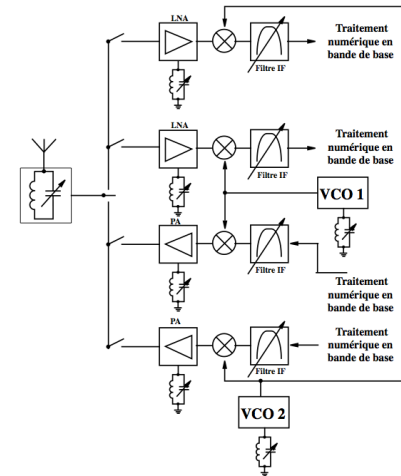 LNA
Filtre IF
Traitement
numérique en
bande de base
LNA
Filtre IF
Traitement
numérique en
bande de base
VCO 1
PA
Filtre IF
Traitement
numérique en
bande de base
PA
Filtre IF
Traitement
numérique en
bande de base
VCO 2